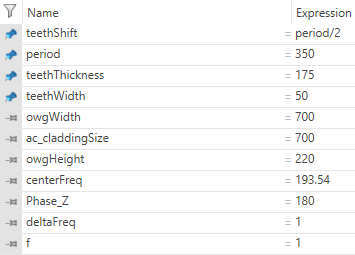 Name Expression
teethShift = period/2
period = 350
teethThickness = 175
teethWidth = 50
owgWidth = 700
ac_claddingSize = 700
owgHeight = 220
centerFreq = 193.54
Phase_Z = 180
deltaFreq = 1
f = 1